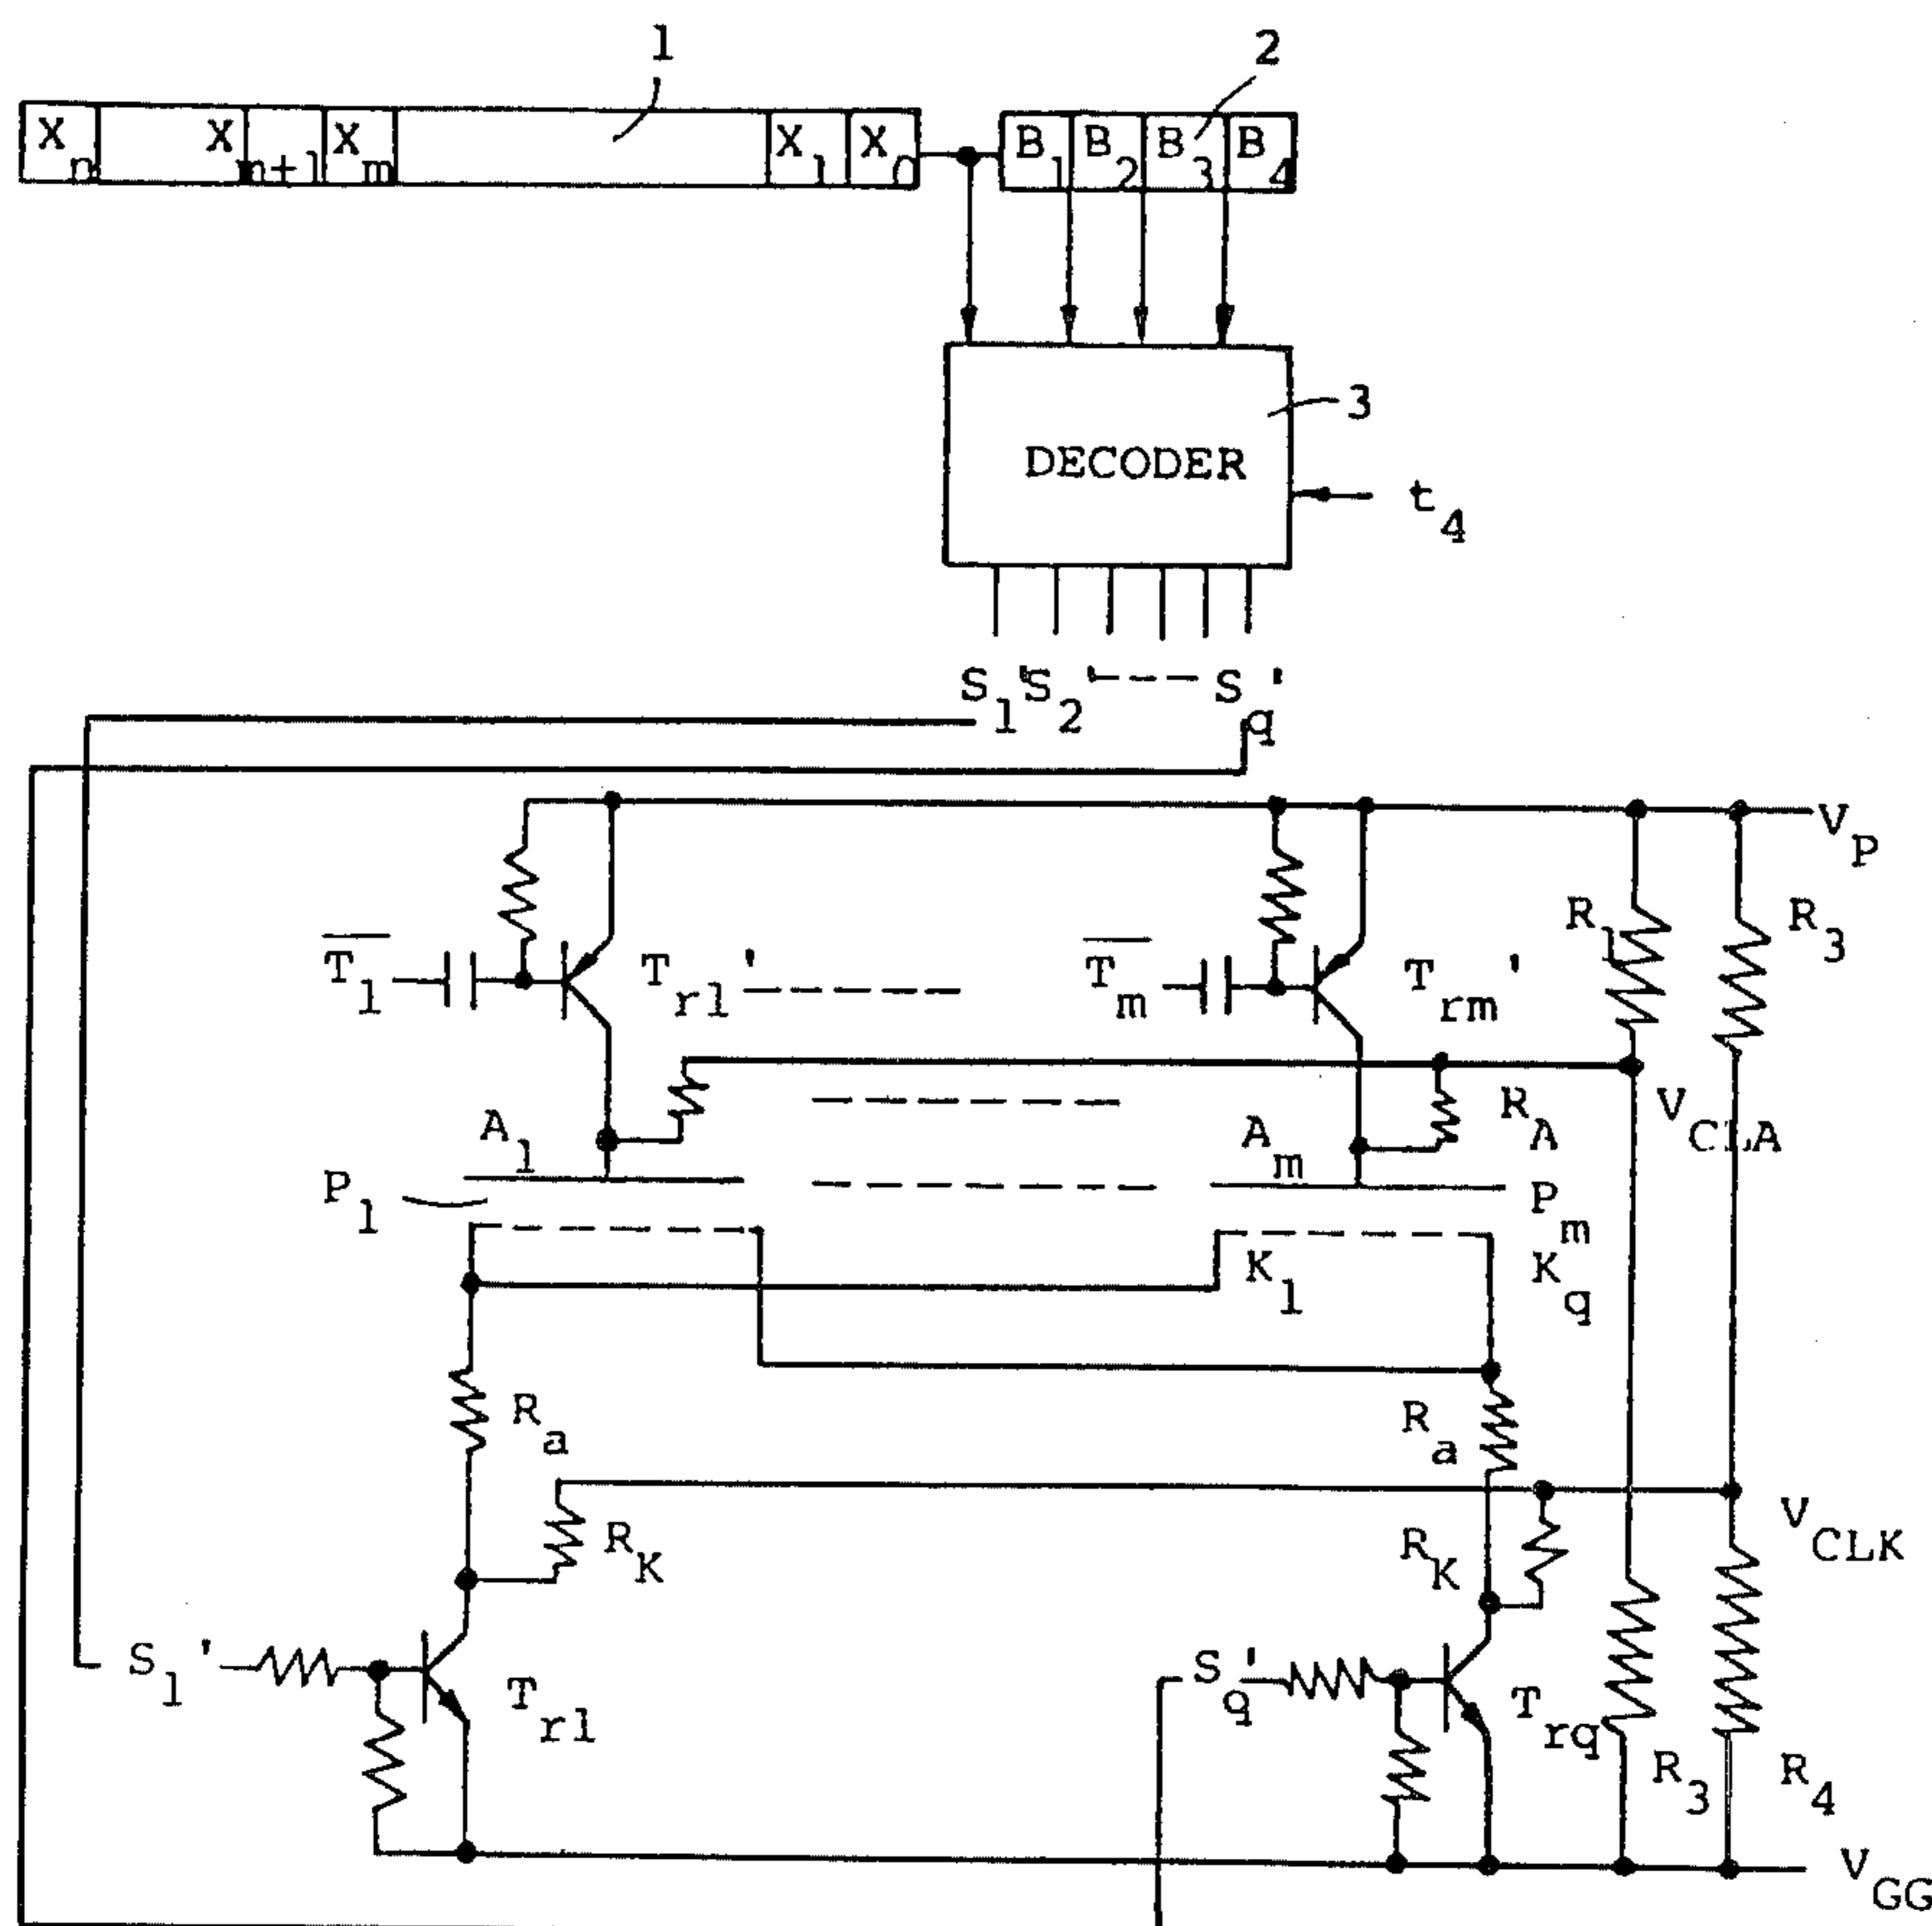 1
2
Xn Xm+1 Xm X1 X0 B1 B2 B3 B4
3
DECODER
t4
S1' S2' ---- Sq'
VP
R1 R3
T1 Tr1' ------ Tm Trm'
A1 Am RA VCLA
P1 Pm
K1 Kq
Ra Ra
RK RK VCLK
S1' Tr1 Sq' Trq
R3 R4
VGG